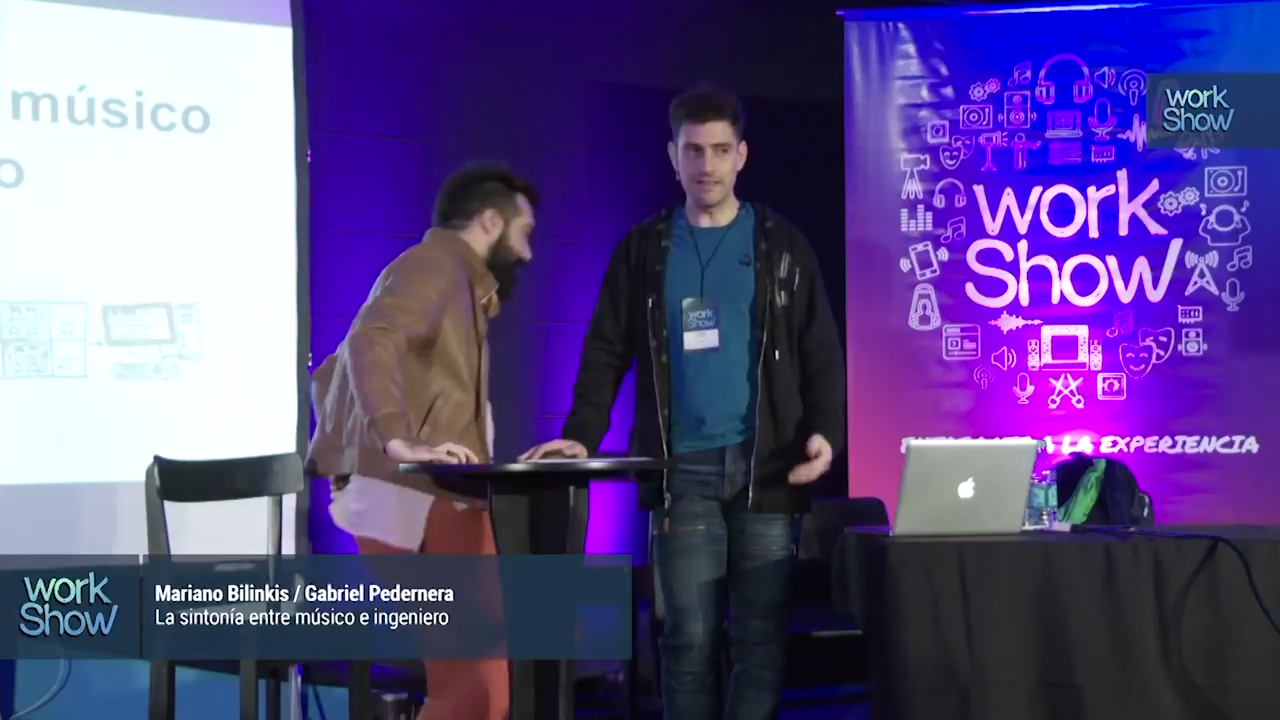 músico
o
work
Show
work
Show
work
Show
A LA EXPERIENCIA
work
Show
Mariano Bilinkis / Gabriel Pedernera
La sintonía entre músico e ingeniero